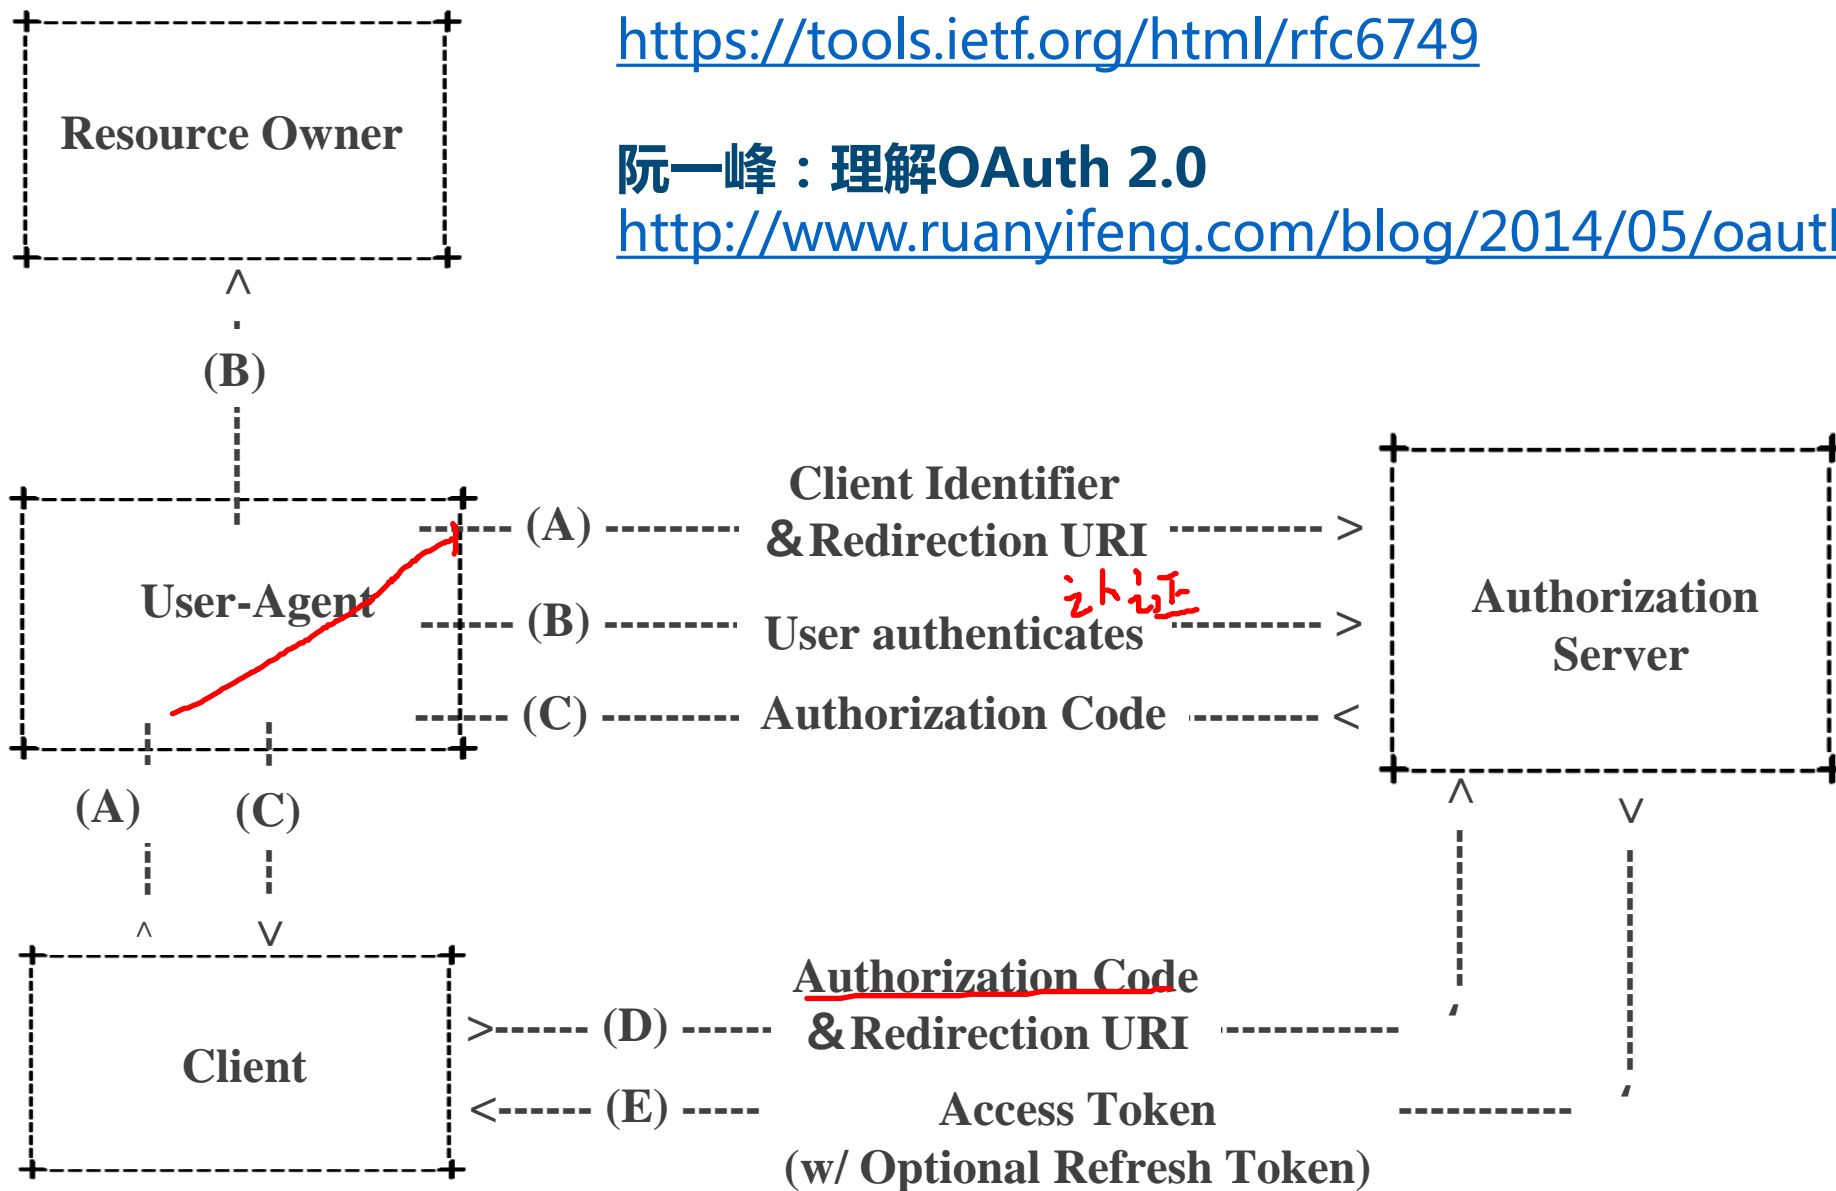 https://tools.ietf.org/html/rfc6749
阮一峰：理解OAuth 2.0
http://www.ruanyifeng.com/blog/2014/05/oauth
Resource Owner
(B)
Client Identifier
(A) &Redirection URI
认证
User-Agent
(B) User authenticates
Authorization
Server
(C) Authorization Code
(A) (C)
Authorization Code
(D) &Redirection URI
Client
(E) Access Token
(w/ Optional Refresh Token)